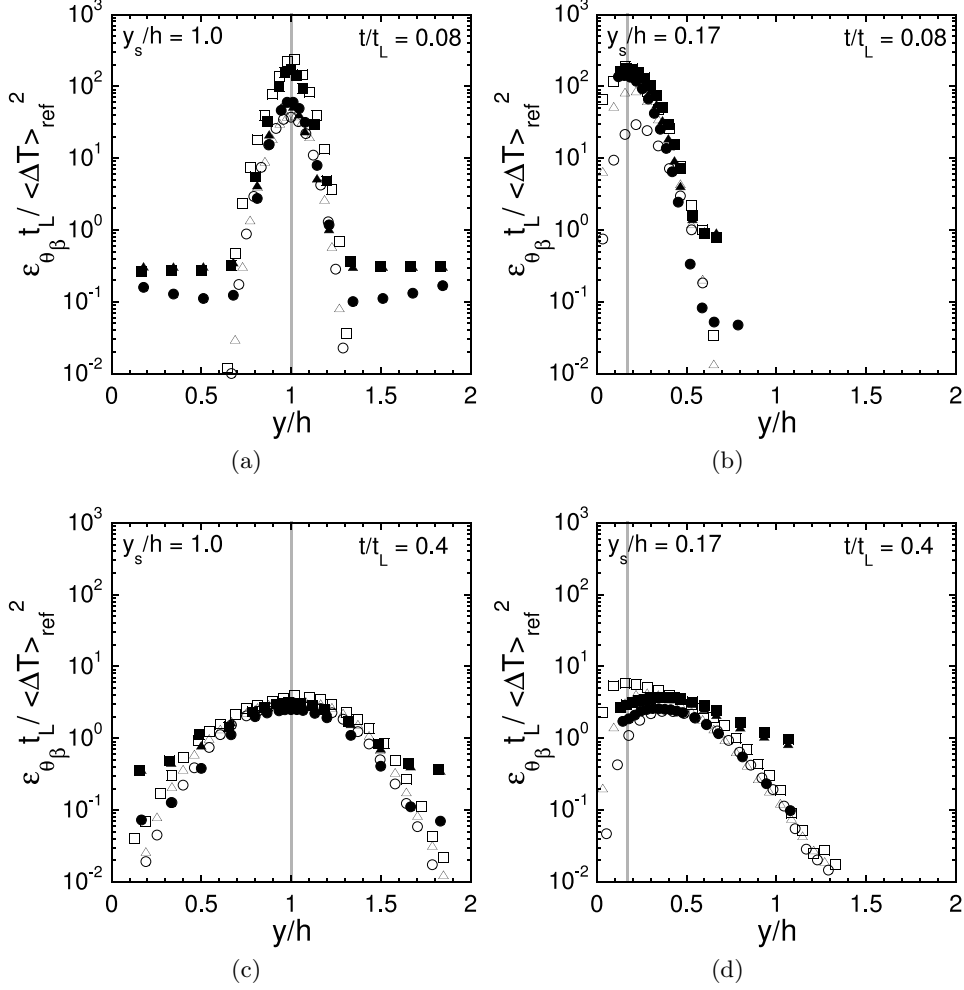 y_s/h = 1.0 t/t_L = 0.08
ε_θ_β t_L / <ΔT>_ref^2
10^3
10^2
10^1
10^0
10^-1
10^-2
0 0.5 1 1.5 2
y/h
(a)
y_s/h = 0.17 t/t_L = 0.08
ε_θ_β t_L / <ΔT>_ref^2
10^3
10^2
10^1
10^0
10^-1
10^-2
0 0.5 1 1.5 2
y/h
(b)
y_s/h = 1.0 t/t_L = 0.4
ε_θ_β t_L / <ΔT>_ref^2
10^3
10^2
10^1
10^0
10^-1
10^-2
0 0.5 1 1.5 2
y/h
(c)
y_s/h = 0.17 t/t_L = 0.4
ε_θ_β t_L / <ΔT>_ref^2
10^3
10^2
10^1
10^0
10^-1
10^-2
0 0.5 1 1.5 2
y/h
(d)